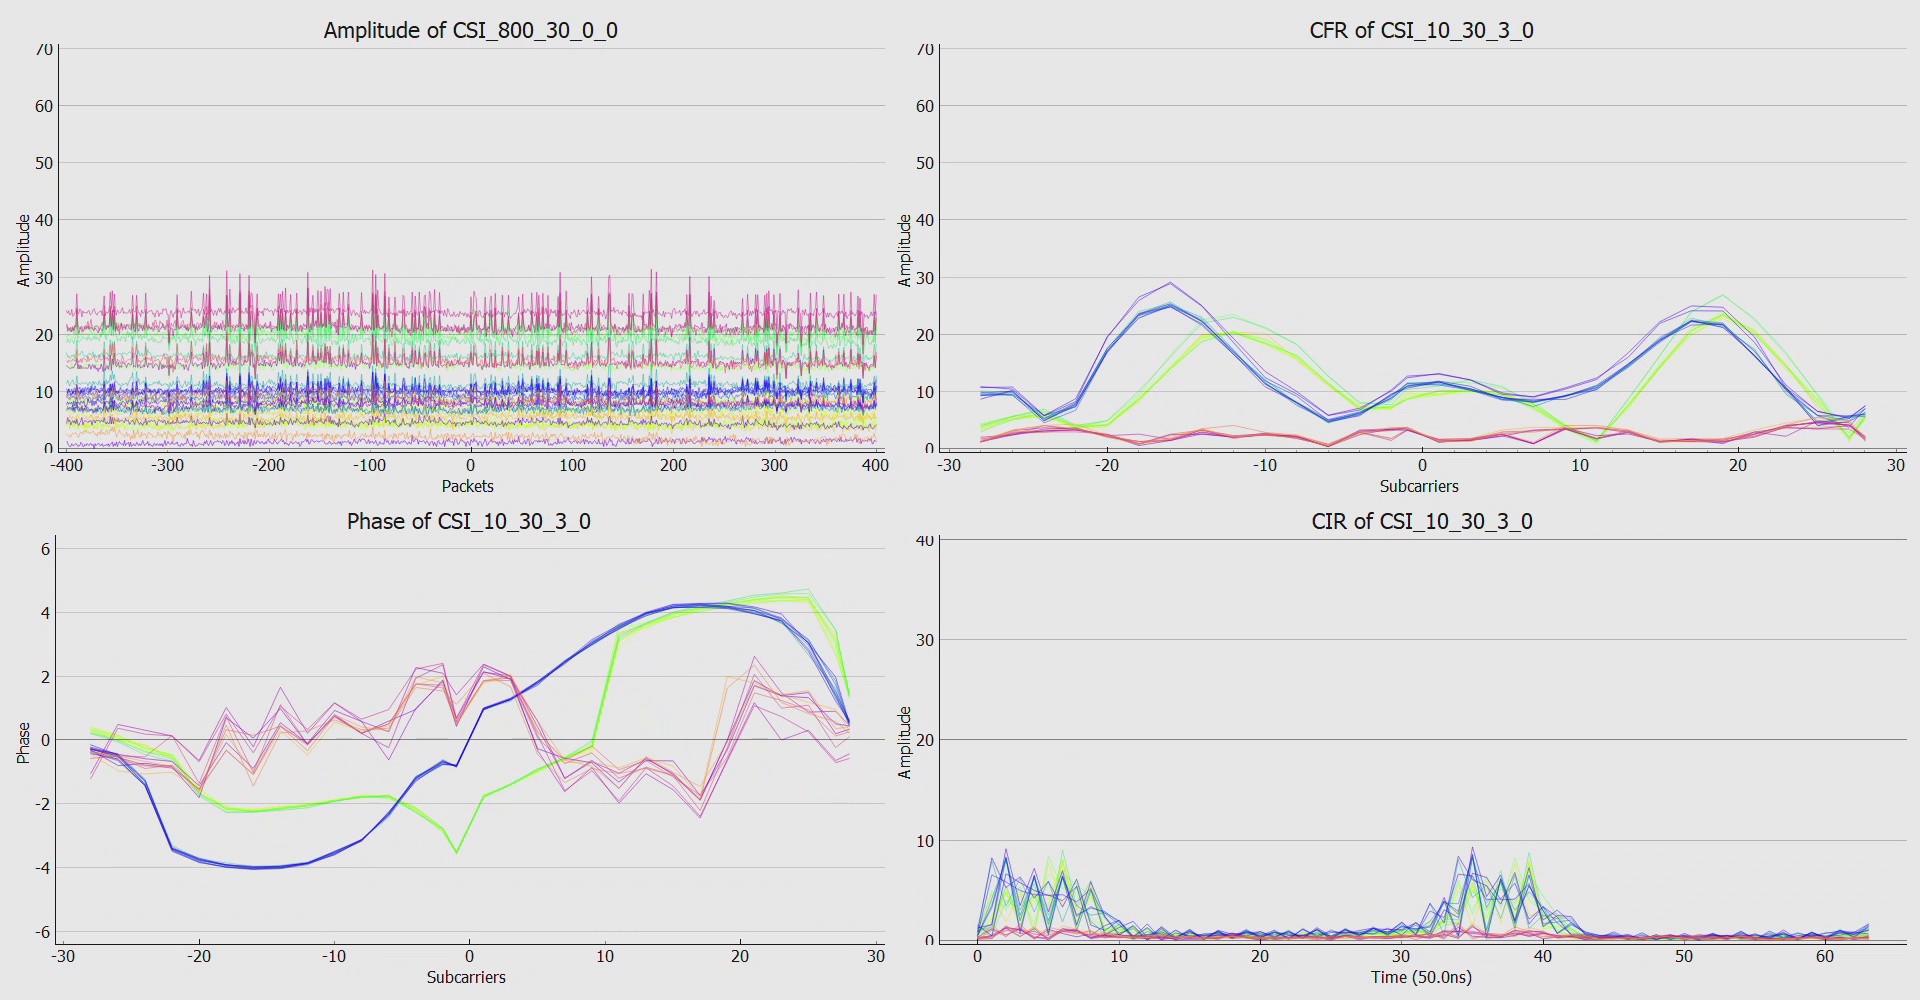 Amplitude of CSI_800_30_0_0
70
60
50
40
30
20
10
0
Amplitude
-400 -300 -200 -100 0 100 200 300 400
Packets
CFR of CSI_10_30_3_0
70
60
50
40
30
20
10
0
Amplitude
-30 -20 -10 0 10 20 30
Subcarriers
Phase of CSI_10_30_3_0
6
4
2
0
-2
-4
-6
Phase
-30 -20 -10 0 10 20 30
Subcarriers
CIR of CSI_10_30_3_0
40
30
20
10
0
Amplitude
0 10 20 30 40 50 60
Time (50.0ns)